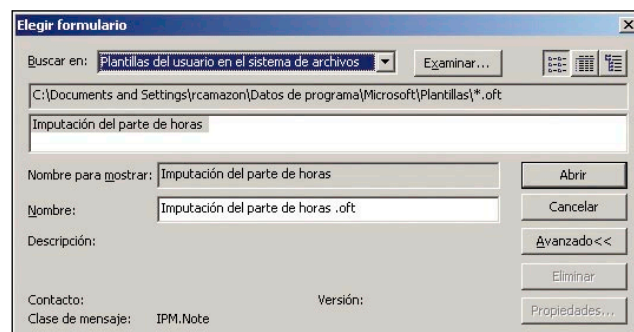 Elegir formulario
Buscar en: Plantillas del usuario en el sistema de archivos Examinar...
C:\Documents and Settings\rcamazon\Datos de programa\Microsoft\Plantillas\*.oft
Imputación del parte de horas
Nombre para mostrar: Imputación del parte de horas Abrir
Nombre: Imputación del parte de horas .oft Cancelar
Descripción: Avanzado<<
Eliminar
Contacto: Versión:
Clase de mensaje: IPM.Note Propiedades...